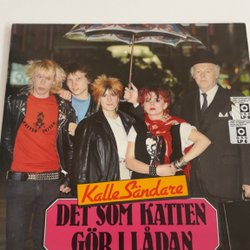 Kalle Sändare
DET SOM KATTEN
GÖR I LÅDAN